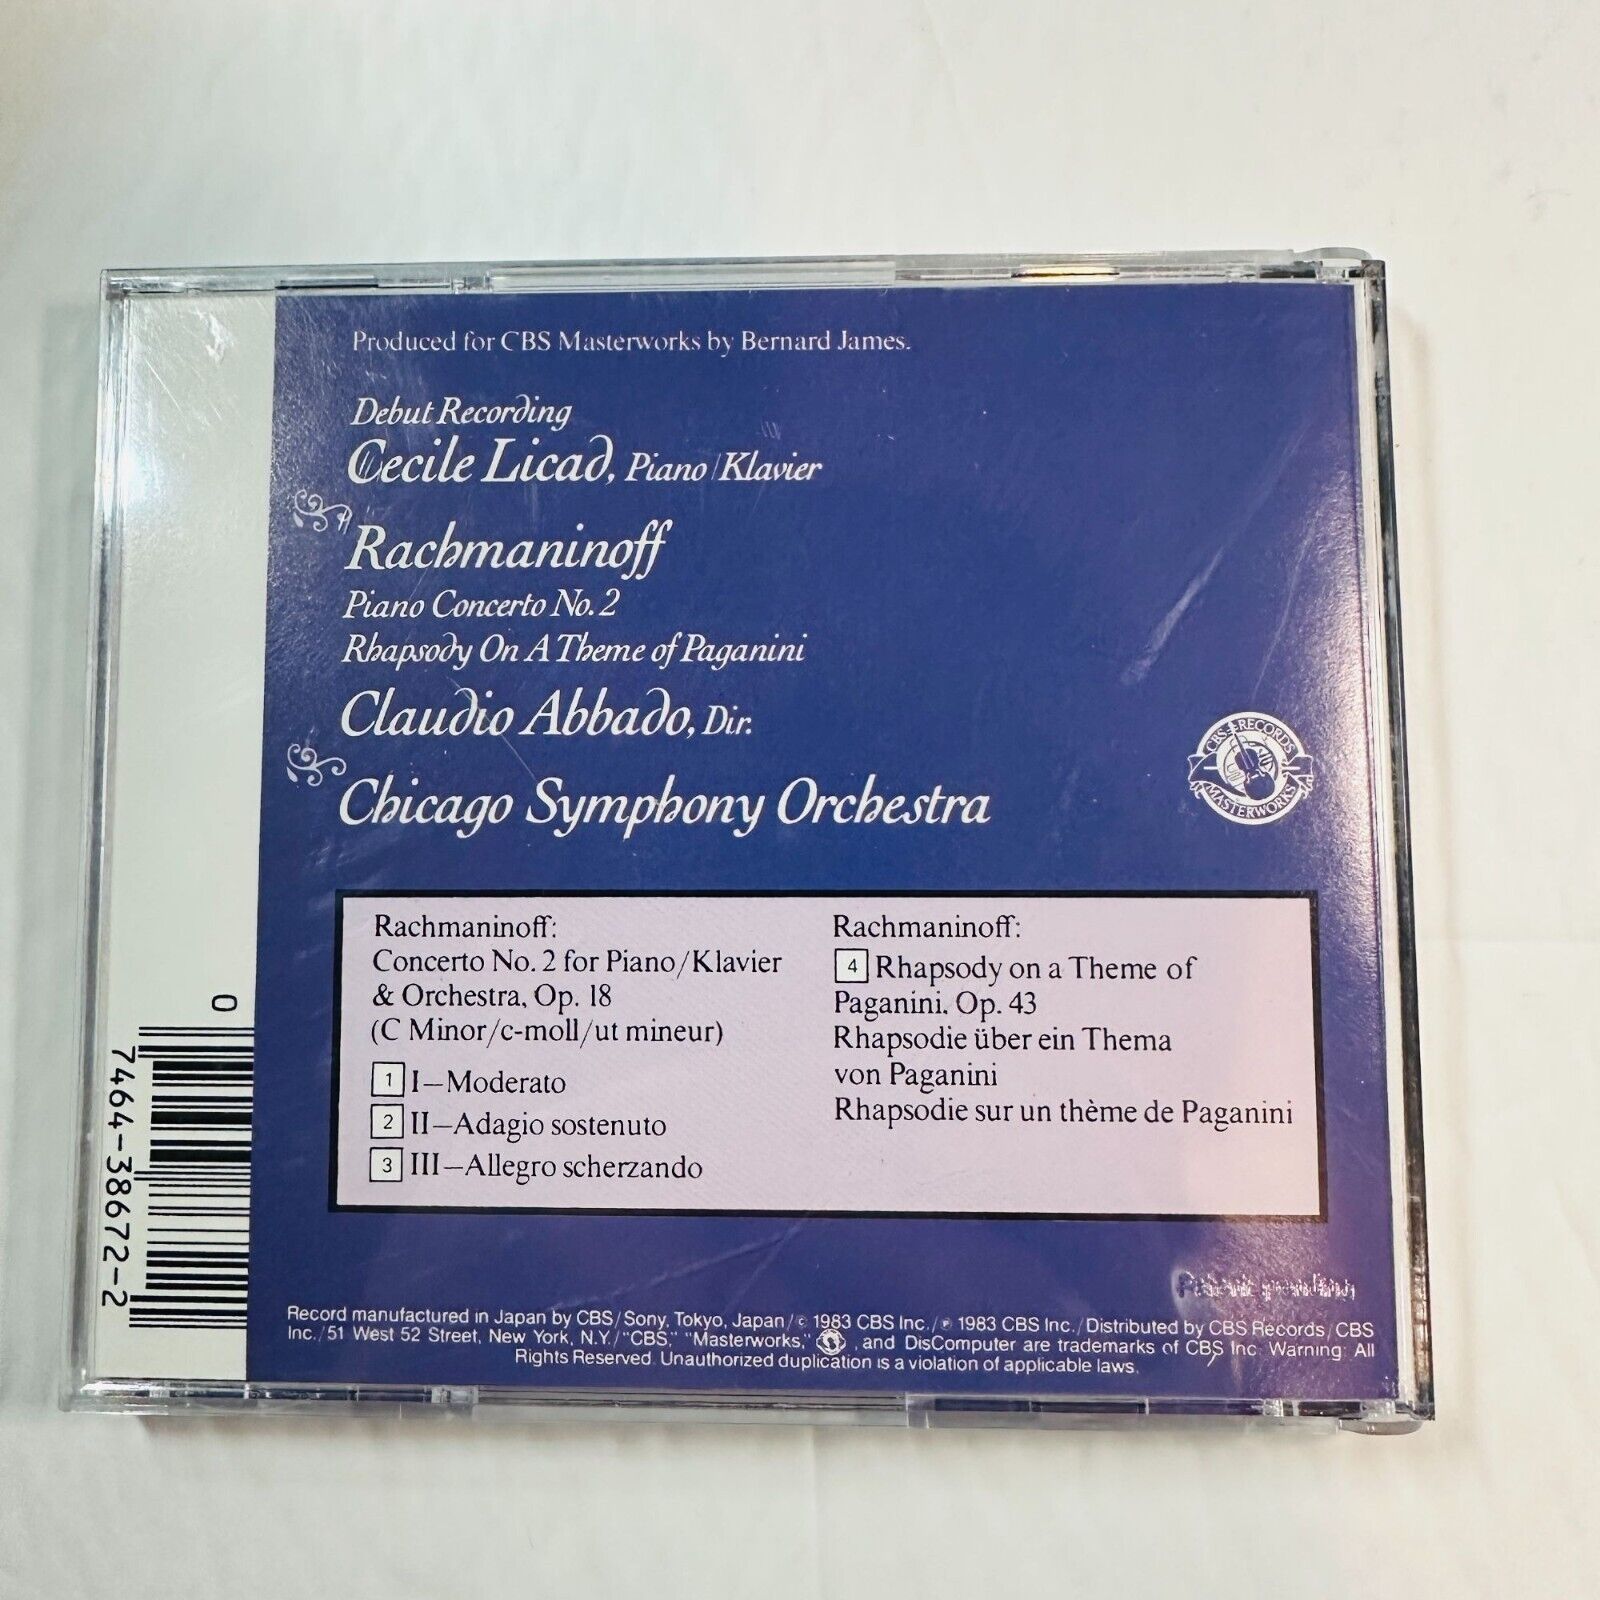 Produced for CBS Masterworks by Bernard James.
Debut Recording
Cecile Licad, Piano/Klavier
Rachmaninoff
Piano Concerto No. 2
Rhapsody On A Theme of Paganini
Claudio Abbado, Dir.
Chicago Symphony Orchestra
CBS RECORDS
MASTERWORKS
Rachmaninoff:
Concerto No. 2 for Piano/Klavier
& Orchestra, Op. 18
(C Minor/c-moll/ut mineur)
1 I—Moderato
2 II—Adagio sostenuto
3 III—Allegro scherzando
Rachmaninoff:
4 Rhapsody on a Theme of
Paganini, Op. 43
Rhapsodie über ein Thema
von Paganini
Rhapsodie sur un thème de Paganini
0
7464-38672-2
Record manufactured in Japan by CBS/Sony, Tokyo, Japan/© 1983 CBS Inc./℗ 1983 CBS Inc./Distributed by CBS Records/CBS
Inc./51 West 52 Street, New York, N.Y./"CBS," "Masterworks," , and DisComputer are trademarks of CBS Inc. Warning: All
Rights Reserved. Unauthorized duplication is a violation of applicable laws.